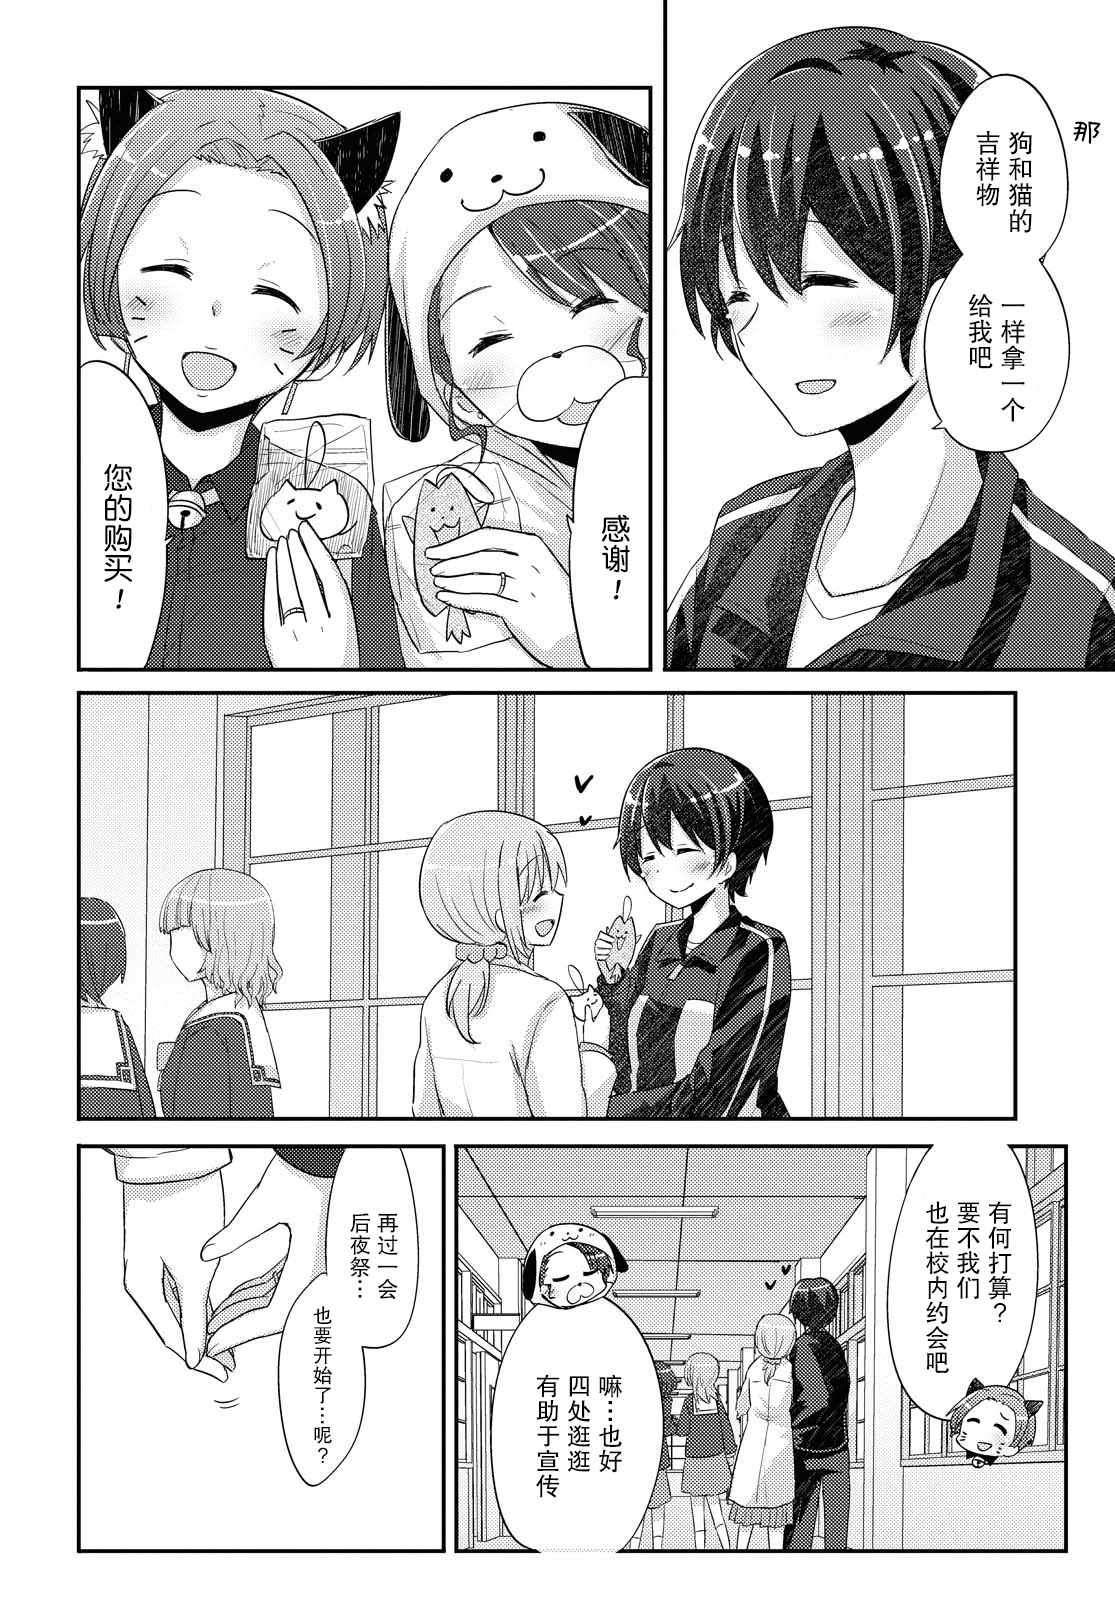 那
狗和猫的
吉祥物
一样拿一个
给我吧
感谢！
您的购买！
有何打算？
要不我们
也在校内约会吧
嘛…也好
四处逛逛
有助于宣传
再过一会
后夜祭…
也要开始了…呢？